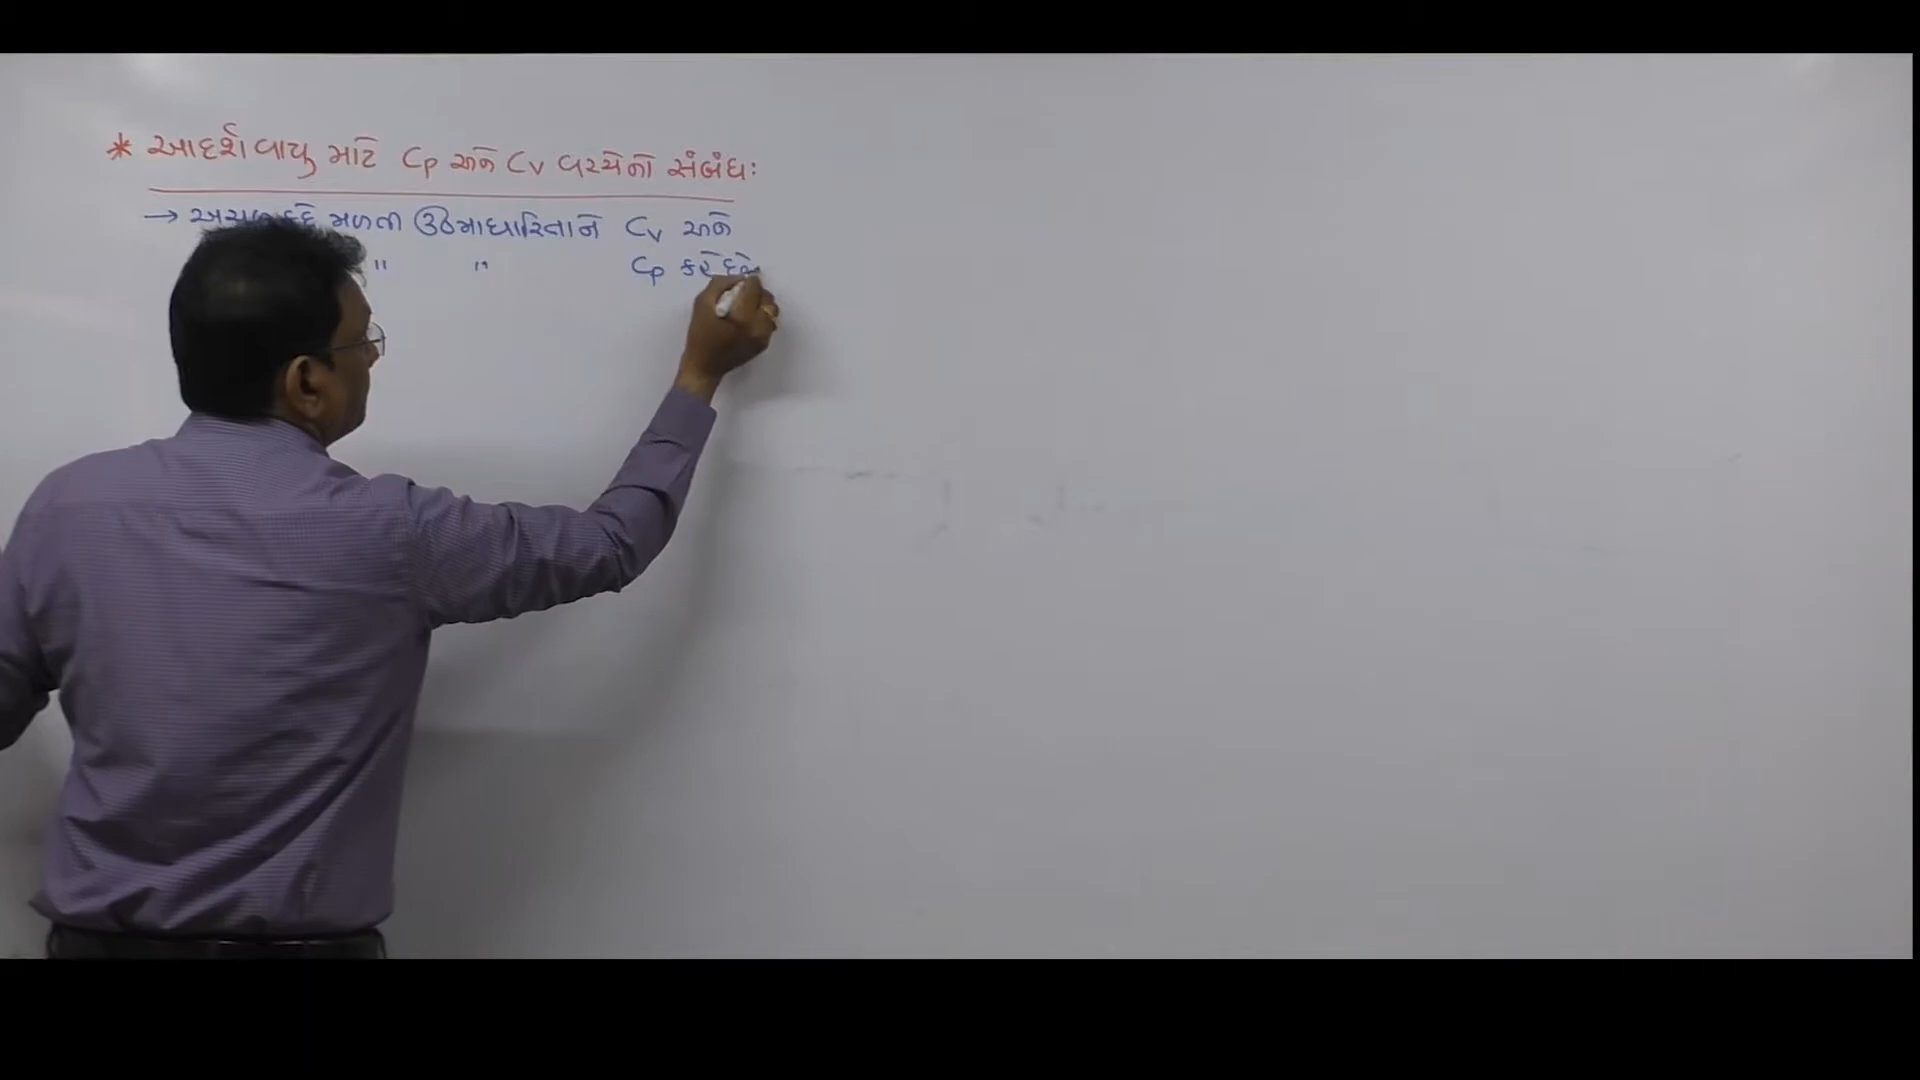 * આદર્શ વાયુ માટે Cp અને Cv વચ્ચેનો સંબંધ:
→ અચળ કદે મળતી ઉષ્માધારિતાને Cv અને
" " Cp કહે છે